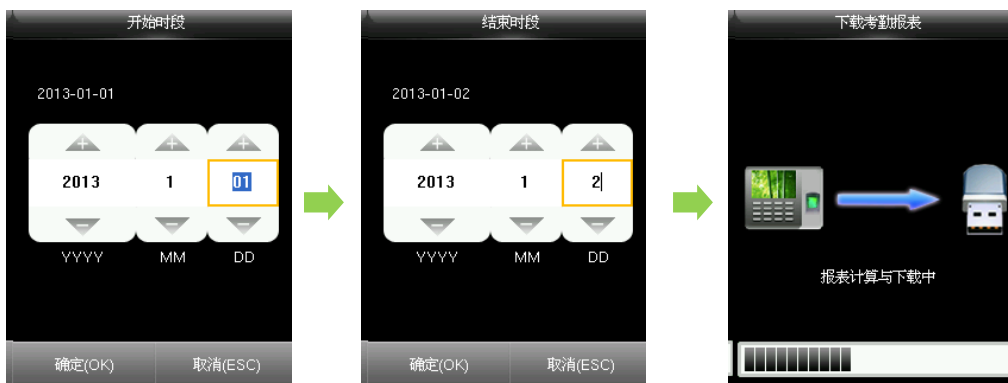 开始时段
2013-01-01
2013 1 01
YYYY MM DD
确定(OK) 取消(ESC)
结束时段
2013-01-02
2013 1 2
YYYY MM DD
确定(OK) 取消(ESC)
下载考勤报表
报表计算与下载中